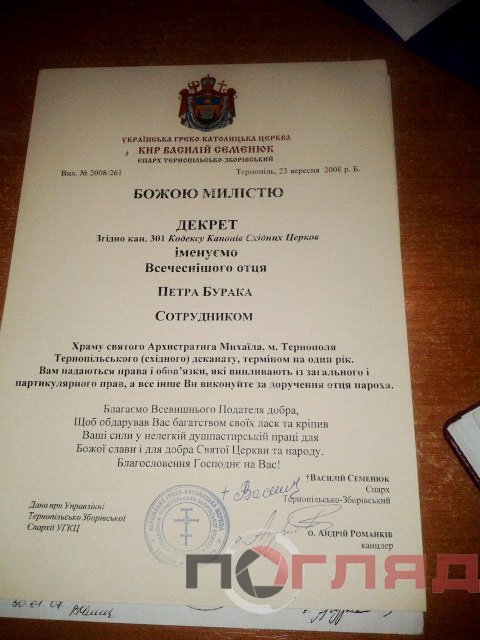 УКРАЇНСЬКА ГРЕКО-КАТОЛИЦЬКА ЦЕРКВА
КИР ВАСИЛІЙ СЕМЕНЮК
ЄПАРХ ТЕРНОПІЛЬСЬКО-ЗБОРІВСЬКИЙ
Вих. № 2008/261
Тернопіль, 23 вересня 2008 р. Б.
БОЖОЮ МИЛІСТЮ
ДЕКРЕТ
Згідно кан. 301 Кодексу Канонів Східних Церков
іменуємо
Всечеснішого отця
ПЕТРА БУРАКА
СОТРУДНИКОМ
Храму святого Архистратига Михаїла, м. Тернополя
Тернопільського (східного) деканату, терміном на один рік.
Вам надаються права і обов'язки, які випливають із загального і
партикулярного прав, а все інше Ви виконуйте за доручення отця пароха.
Благаємо Всевишнього Подателя добра,
Щоб обдарував Вас багатством своїх ласк та кріпив
Ваші сили у нелегкій душпастирській праці для
Божої слави і для добра Святої Церкви та народу.
Благословення Господнє на Вас!
†ВАСИЛІЙ СЕМЕНЮК
Єпарх
Тернопільсько-Зборівський
Дано при Управлінні
Тернопільсько Зборівської
Єпархії УГКЦ
о. АНДРІЙ РОМАНКІВ
канцлер
ПОГЛЯД